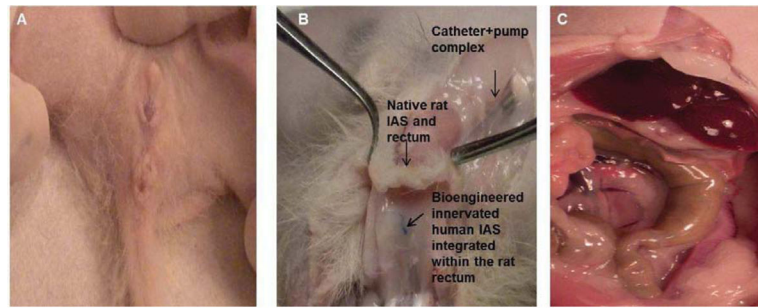 A
B
Catheter+pump
complex
Native rat
IAS and
rectum
Bioengineered
innervated
human IAS
integrated
within the rat
rectum
C